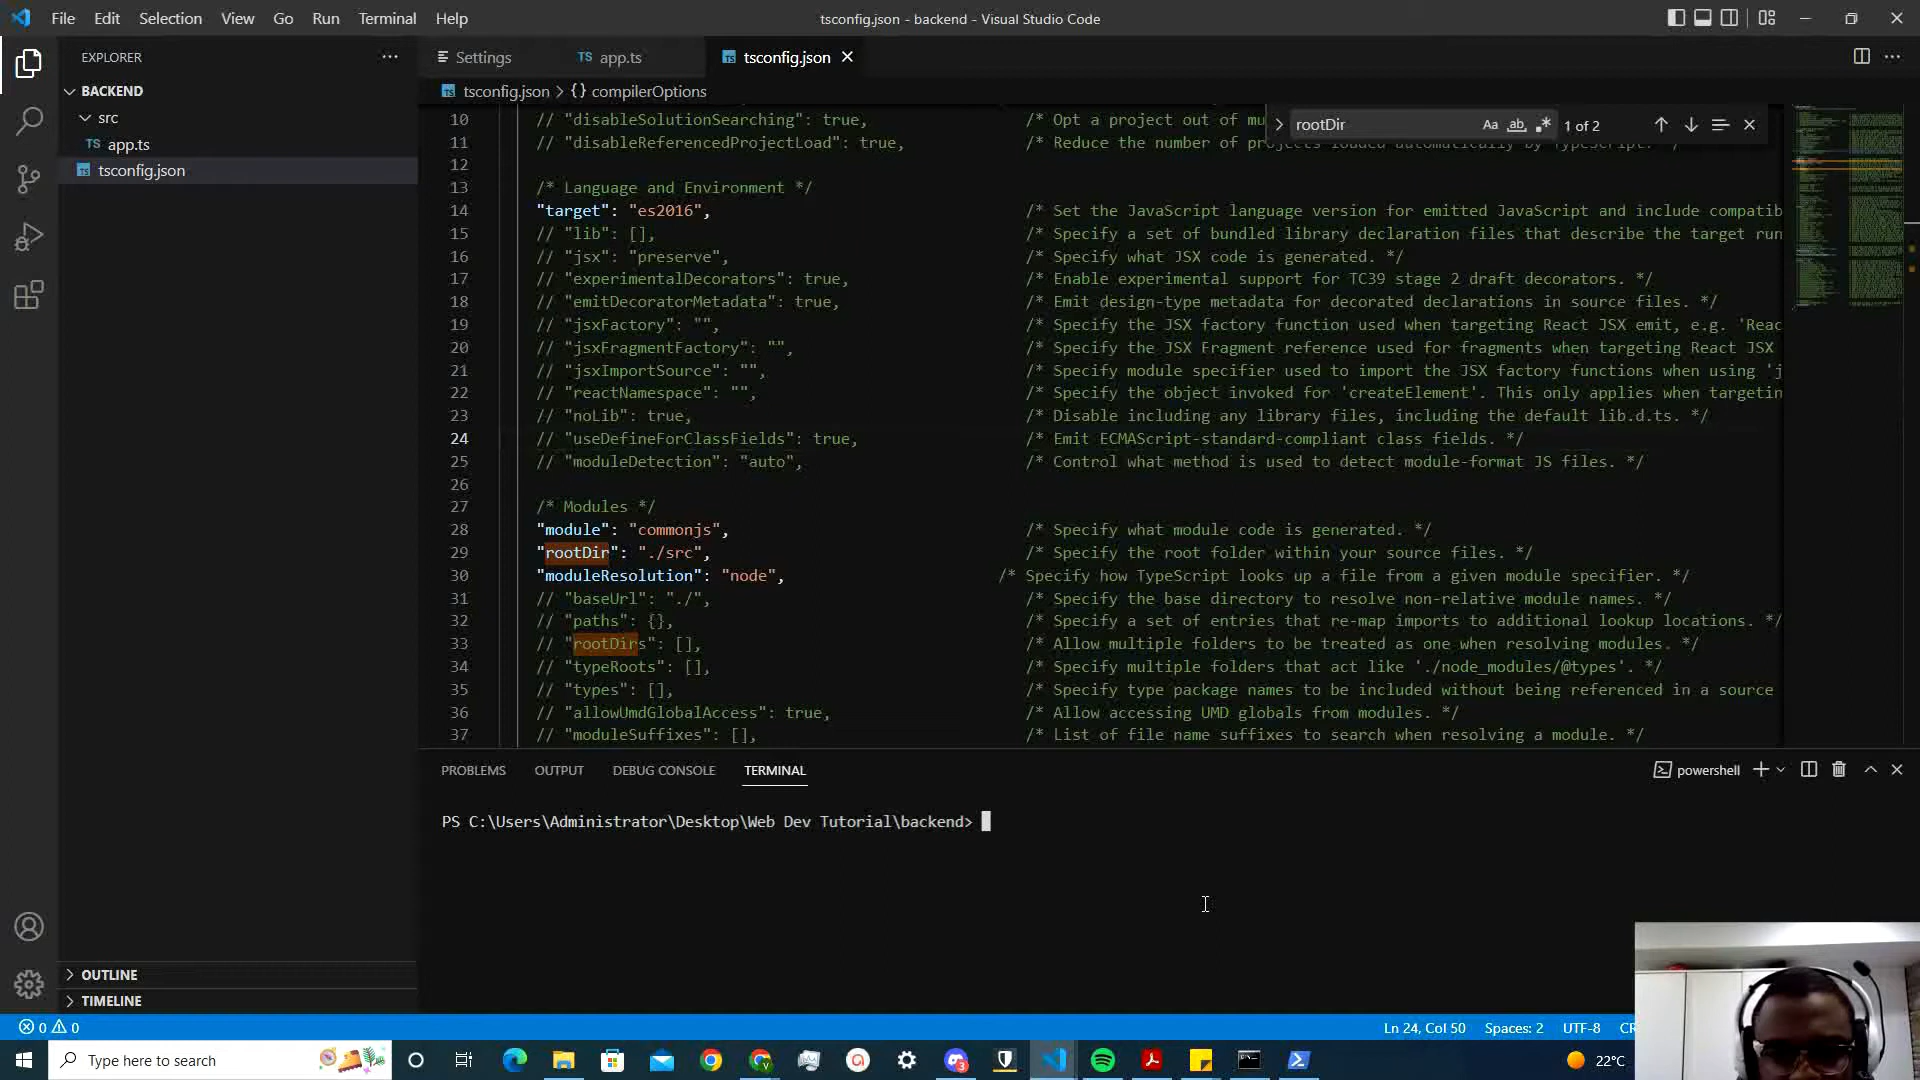 File Edit Selection View Go Run Terminal Help
tsconfig.json - backend - Visual Studio Code
EXPLORER
BACKEND
src
TS app.ts
TS tsconfig.json
OUTLINE
TIMELINE
Settings
TS app.ts
TS tsconfig.json
TS tsconfig.json > {} compilerOptions
rootDir Aa ab 1 of 2
10 // "disableSolutionSearching": true, /* Opt a project out of mu
11 // "disableReferencedProjectLoad": true, /* Reduce the number of projects loaded automatically by TypeScript. */
12
13 /* Language and Environment */
14 "target": "es2016", /* Set the JavaScript language version for emitted JavaScript and include compatib
15 // "lib": [], /* Specify a set of bundled library declaration files that describe the target run
16 // "jsx": "preserve", /* Specify what JSX code is generated. */
17 // "experimentalDecorators": true, /* Enable experimental support for TC39 stage 2 draft decorators. */
18 // "emitDecoratorMetadata": true, /* Emit design-type metadata for decorated declarations in source files. */
19 // "jsxFactory": "", /* Specify the JSX factory function used when targeting React JSX emit, e.g. 'Reac
20 // "jsxFragmentFactory": "", /* Specify the JSX Fragment reference used for fragments when targeting React JSX
21 // "jsxImportSource": "", /* Specify module specifier used to import the JSX factory functions when using 'j
22 // "reactNamespace": "", /* Specify the object invoked for 'createElement'. This only applies when targetin
23 // "noLib": true, /* Disable including any library files, including the default lib.d.ts. */
24 // "useDefineForClassFields": true, /* Emit ECMAScript-standard-compliant class fields. */
25 // "moduleDetection": "auto", /* Control what method is used to detect module-format JS files. */
26
27 /* Modules */
28 "module": "commonjs", /* Specify what module code is generated. */
29 "rootDir": "./src", /* Specify the root folder within your source files. */
30 "moduleResolution": "node", /* Specify how TypeScript looks up a file from a given module specifier. */
31 // "baseUrl": "./", /* Specify the base directory to resolve non-relative module names. */
32 // "paths": {}, /* Specify a set of entries that re-map imports to additional lookup locations. */
33 // "rootDirs": [], /* Allow multiple folders to be treated as one when resolving modules. */
34 // "typeRoots": [], /* Specify multiple folders that act like './node_modules/@types'. */
35 // "types": [], /* Specify type package names to be included without being referenced in a source
36 // "allowUmdGlobalAccess": true, /* Allow accessing UMD globals from modules. */
37 // "moduleSuffixes": [], /* List of file name suffixes to search when resolving a module. */
PROBLEMS OUTPUT DEBUG CONSOLE TERMINAL
powershell
PS C:\Users\Administrator\Desktop\Web Dev Tutorial\backend>
0 0
Ln 24, Col 50 Spaces: 2 UTF-8 CR
Type here to search
22°C